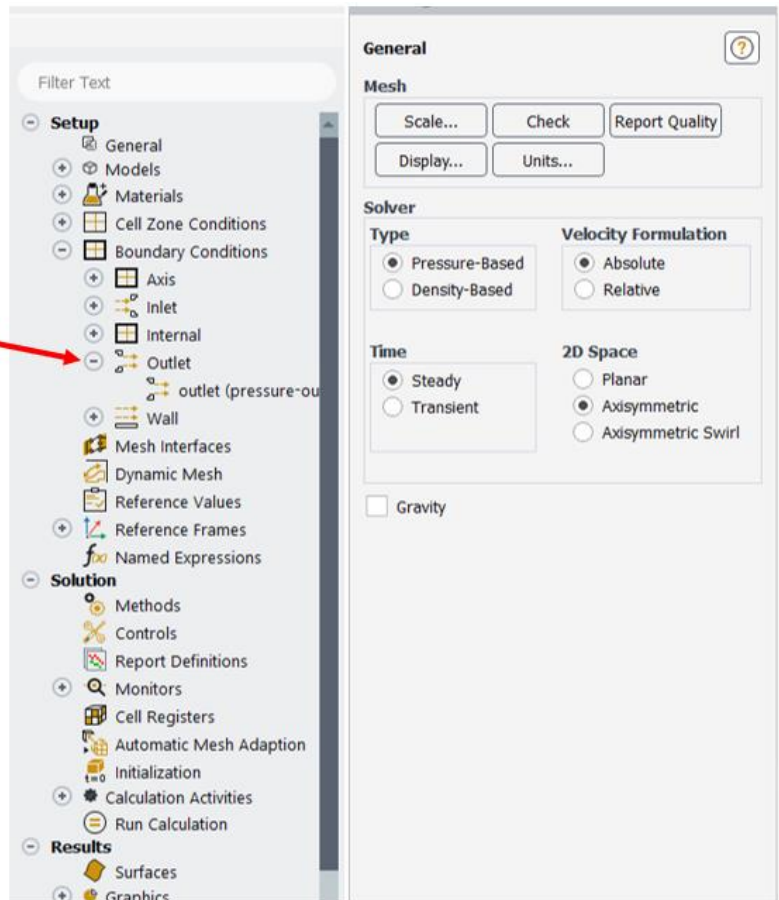 Filter Text
Setup
General
Models
Materials
Cell Zone Conditions
Boundary Conditions
Axis
Inlet
Internal
Outlet
outlet (pressure-ou
Wall
Mesh Interfaces
Dynamic Mesh
Reference Values
Reference Frames
f(x) Named Expressions
Solution
Methods
Controls
Report Definitions
Monitors
Cell Registers
Automatic Mesh Adaption
t=0 Initialization
Calculation Activities
Run Calculation
Results
Surfaces
Graphics
General
?
Mesh
Scale... Check Report Quality
Display... Units...
Solver
Type Velocity Formulation
Pressure-Based Absolute
Density-Based Relative
Time 2D Space
Steady Planar
Transient Axisymmetric
Axisymmetric Swirl
Gravity